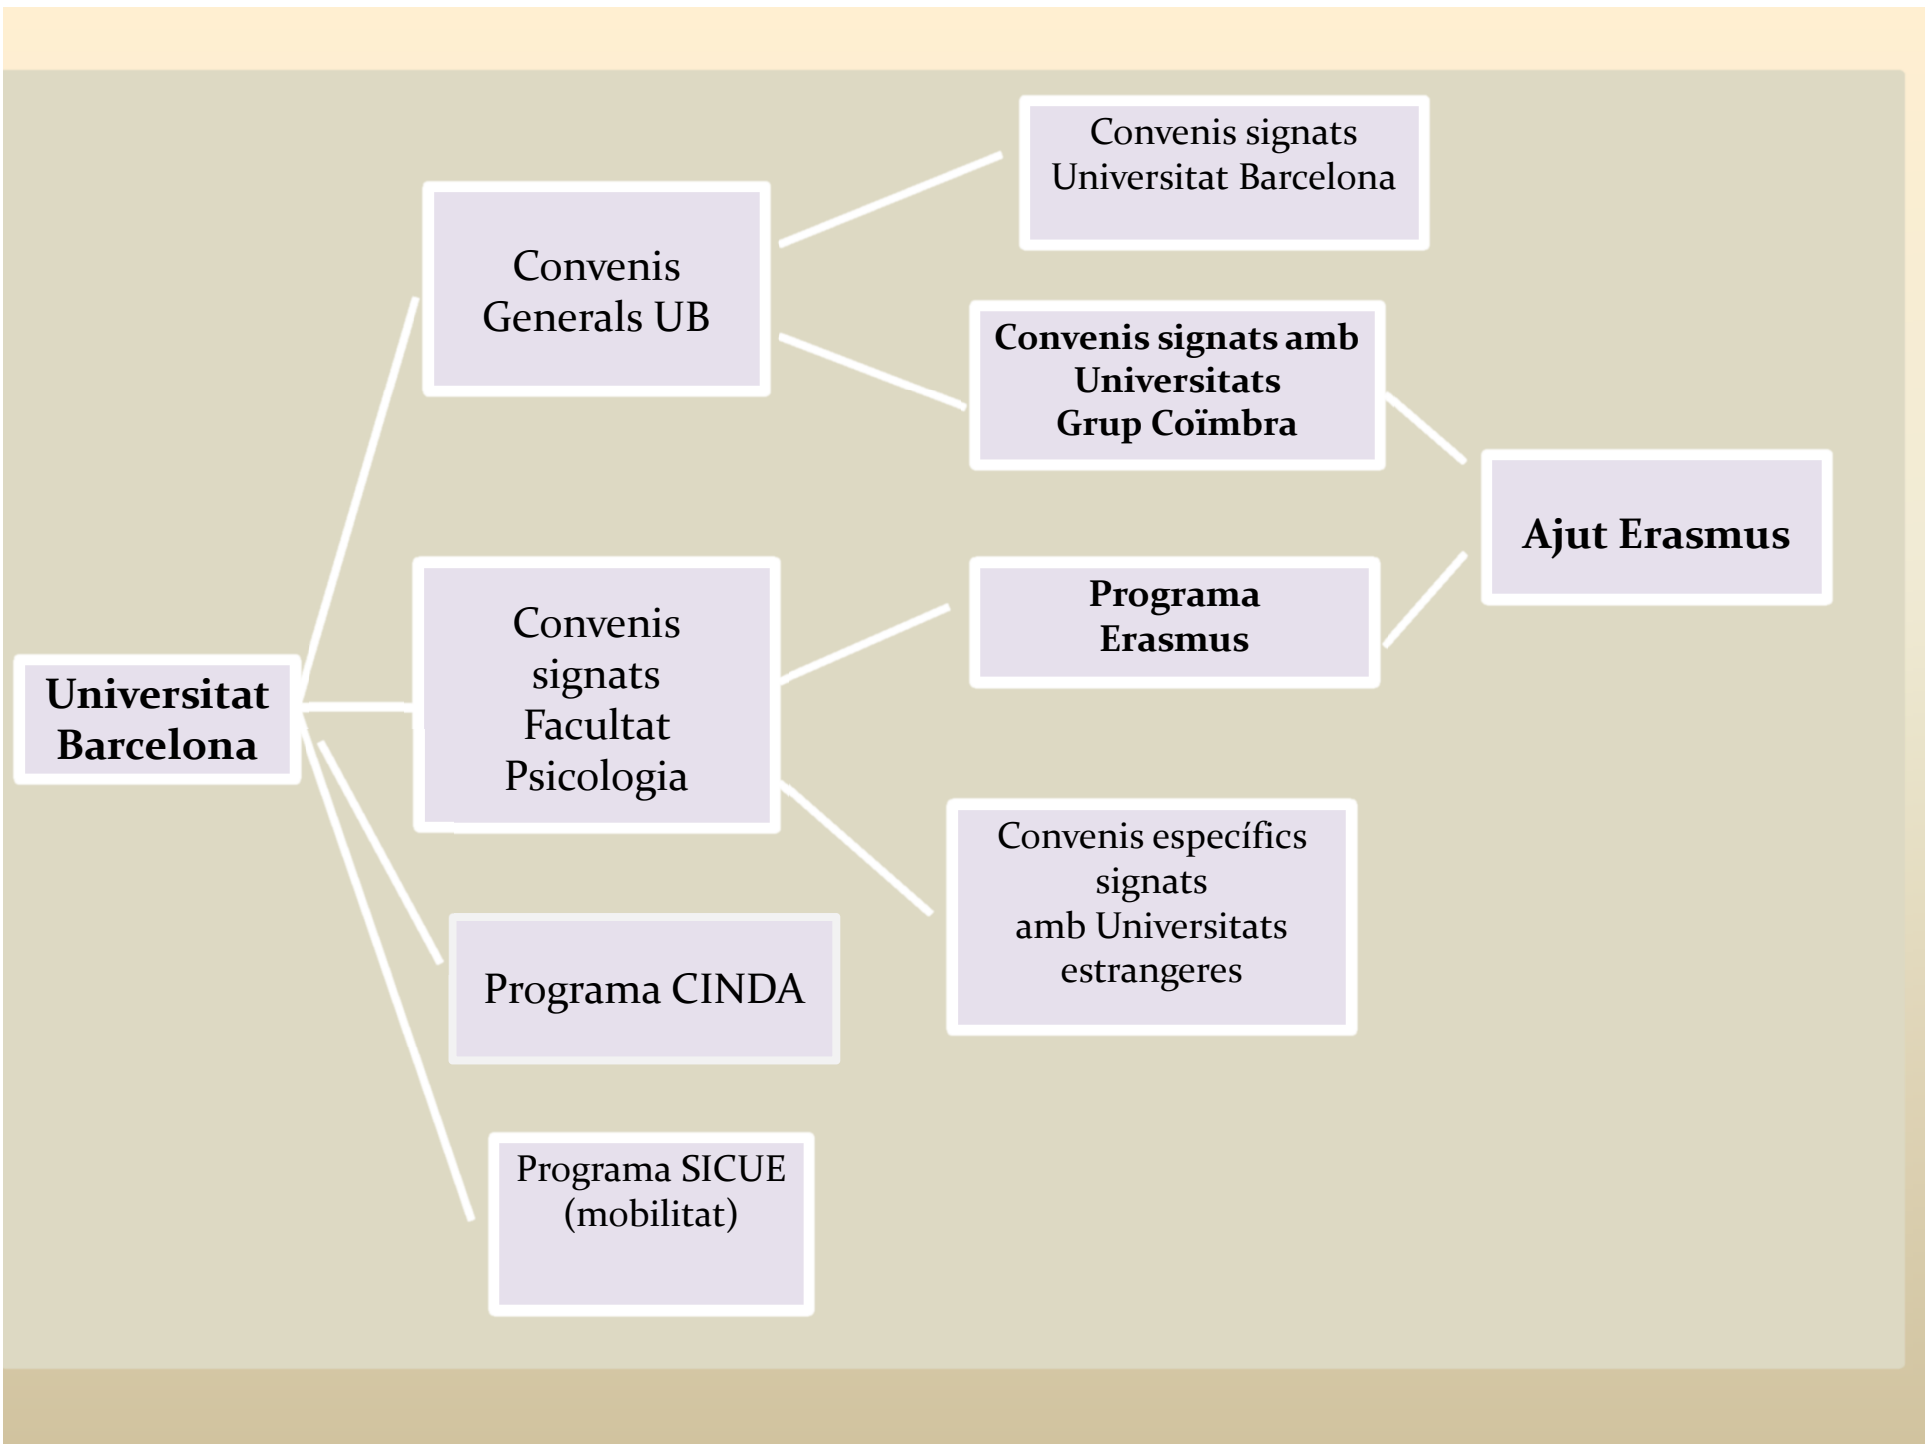 Universitat
Barcelona
Convenis
Generals UB
Convenis
signats
Facultat
Psicologia
Programa CINDA
Programa SICUE
(mobilitat)
Convenis signats
Universitat Barcelona
Convenis signats amb
Universitats
Grup Coïmbra
Programa
Erasmus
Convenis específics
signats
amb Universitats
estrangeres
Ajut Erasmus